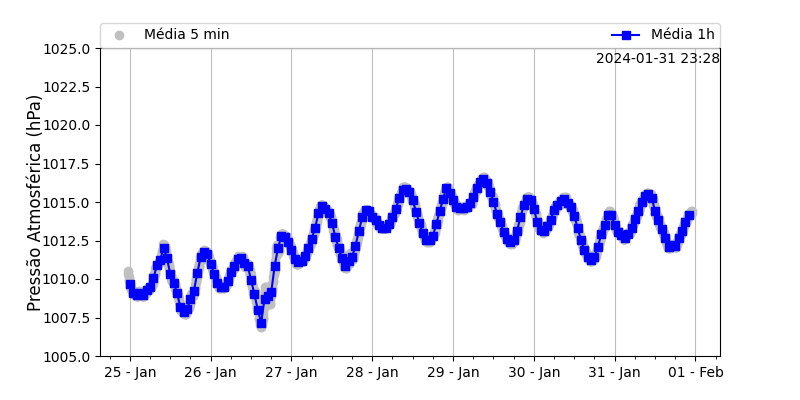 Média 5 min
Média 1h
2024-01-31 23:28
Pressão Atmosférica (hPa)
1025.0
1022.5
1020.0
1017.5
1015.0
1012.5
1010.0
1007.5
1005.0
25 - Jan
26 - Jan
27 - Jan
28 - Jan
29 - Jan
30 - Jan
31 - Jan
01 - Feb